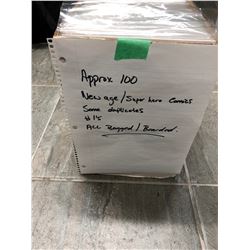 Approx. 100
New age/Super hero Comics
Some duplicates
#1's
ALL Bagged/Boarded.